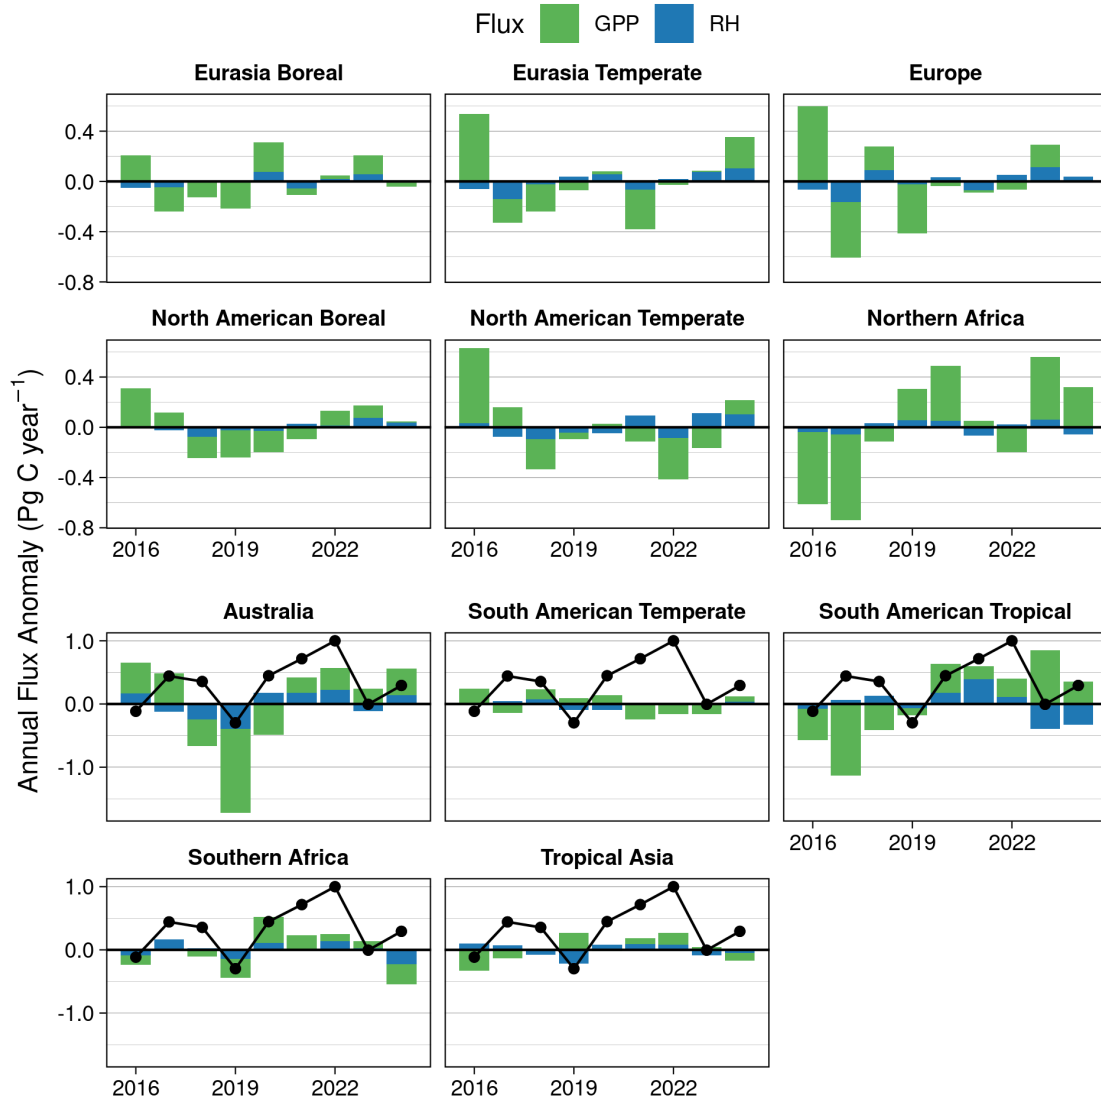 Flux GPP RH
Eurasia Boreal
Eurasia Temperate
Europe
0.4
0.0
-0.4
-0.8
North American Boreal
North American Temperate
Northern Africa
0.4
0.0
-0.4
-0.8
2016 2019 2022
2016 2019 2022
2016 2019 2022
Annual Flux Anomaly (Pg C year⁻¹)
Australia
South American Temperate
South American Tropical
1.0
0.0
-1.0
2016 2019 2022
Southern Africa
Tropical Asia
1.0
0.0
-1.0
2016 2019 2022
2016 2019 2022